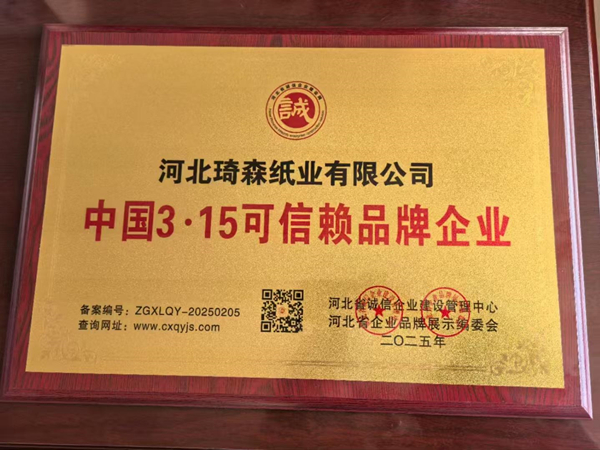 誠
河北琦森纸业有限公司
中国3·15可信赖品牌企业
备案编号：ZGXLQY-20250205
查询网址：www.cxqyjs.com
河北省诚信企业建设管理中心
河北省企业品牌展示编委会
二〇二五年